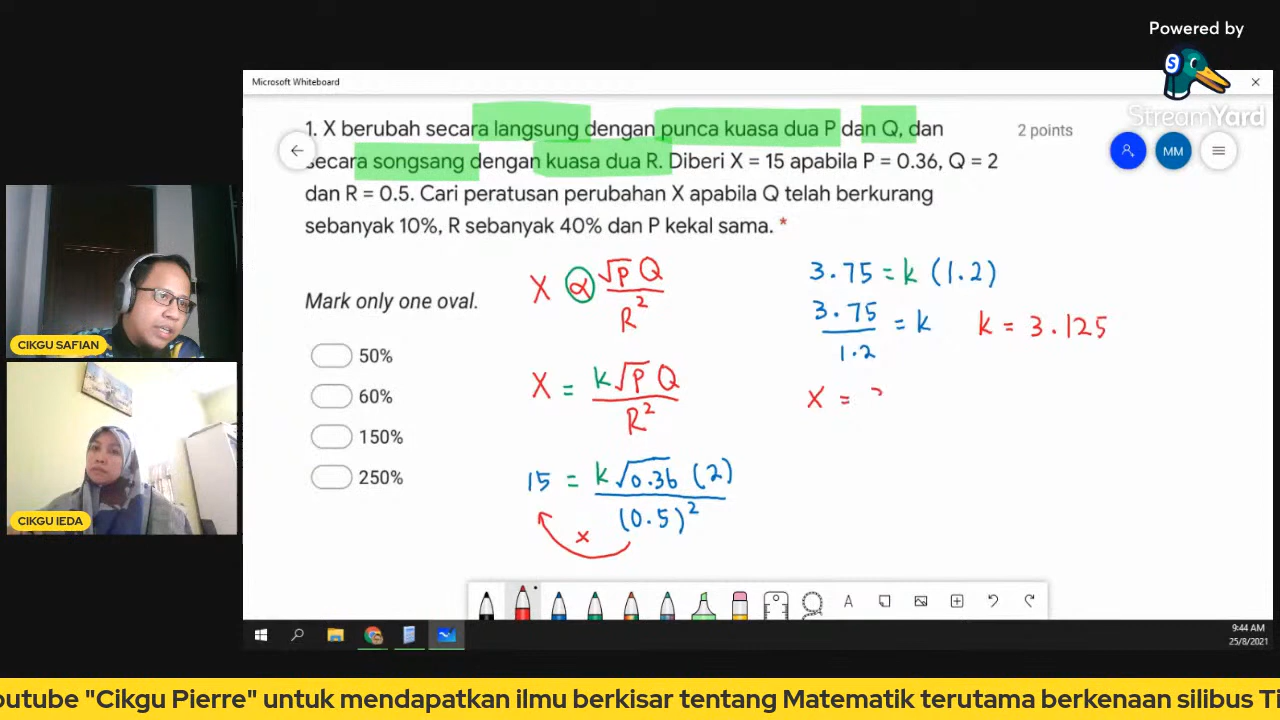 Powered by
StreamYard
Microsoft Whiteboard
1. X berubah secara langsung dengan punca kuasa dua P dan Q, dan
secara songsang dengan kuasa dua R. Diberi X = 15 apabila P = 0.36, Q = 2
dan R = 0.5. Cari peratusan perubahan X apabila Q telah berkurang
sebanyak 10%, R sebanyak 40% dan P kekal sama. *
2 points
MM
Mark only one oval.
50%
60%
150%
250%
X ∝ √P Q / R²
X = k√P Q / R²
15 = k√0.36 (2) / (0.5)²
x
3.75 = k (1.2)
3.75 / 1.2 = k
k = 3.125
X =
CIKGU SAFIAN
CIKGU IEDA
A
9:44 AM
25/8/2021
outube "Cikgu Pierre" untuk mendapatkan ilmu berkisar tentang Matematik terutama berkenaan silibus Ti